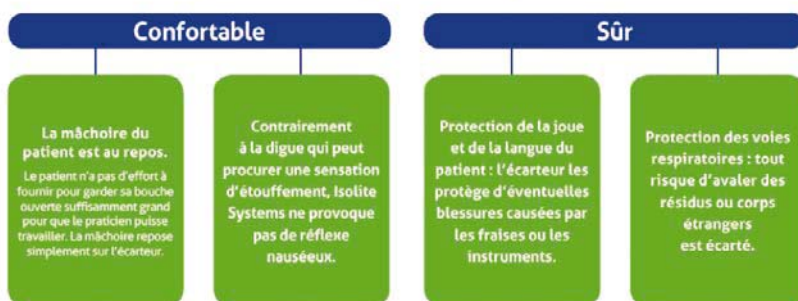 Confortable
Sûr
La mâchoire du
patient est au repos.
Le patient n'a pas d'effort à
fournir pour garder sa bouche
ouverte suffisamment grand
pour que le praticien puisse
travailler. La mâchoire repose
simplement sur l'écarteur.
Contrairement
à la digue qui peut
procurer une sensation
d'étouffement, Isolite
Systems ne provoque
pas de réflexe
nauséeux.
Protection de la joue
et de la langue du
patient : l'écarteur les
protège d'éventuelles
blessures causées par
les fraises ou les
instruments.
Protection des voies
respiratoires : tout
risque d'avaler des
résidus ou corps
étrangers
est écarté.